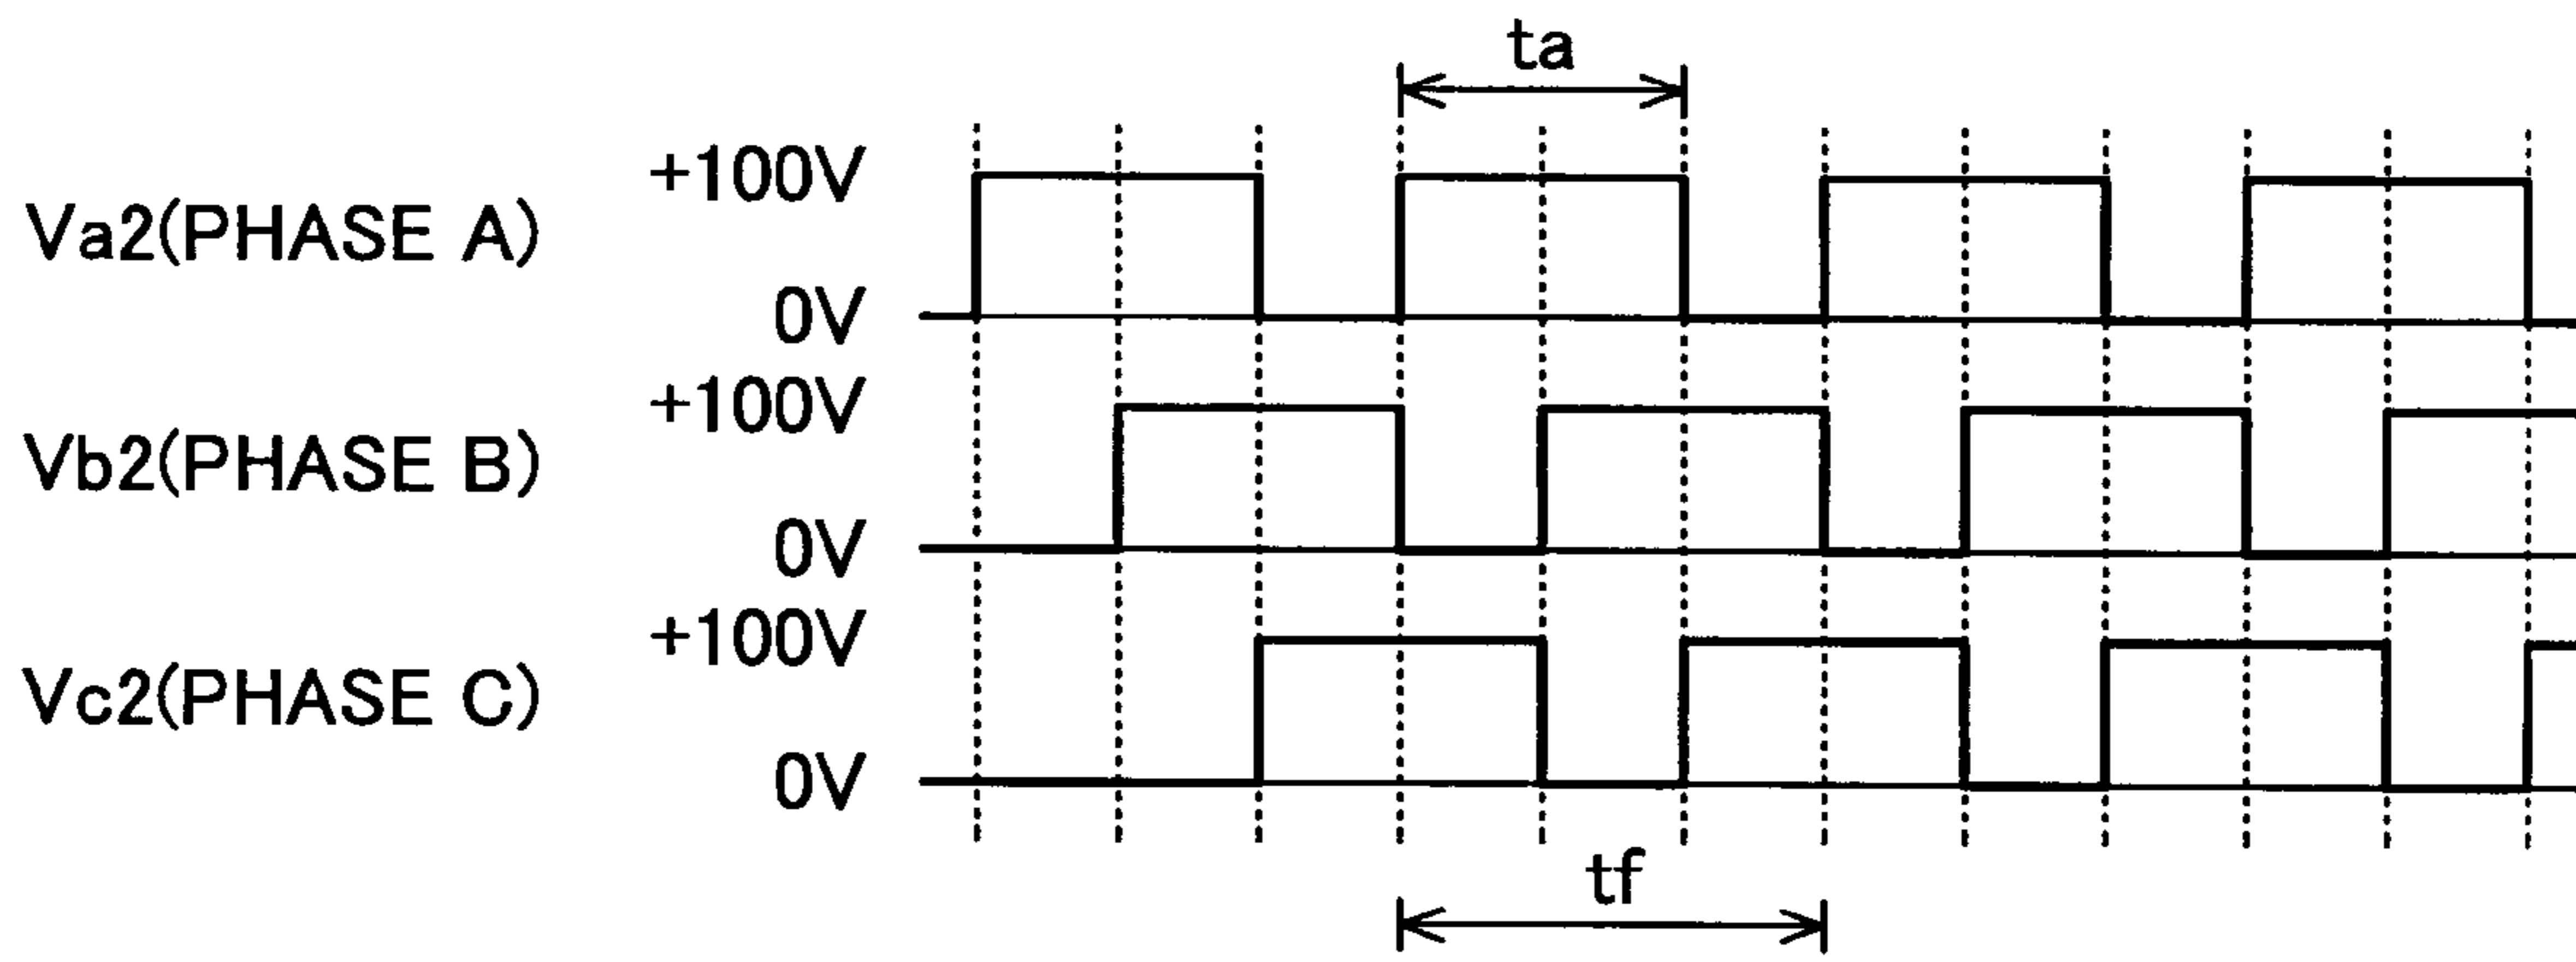 ta
+100V
Va2(PHASE A)
0V
+100V
Vb2(PHASE B)
0V
+100V
Vc2(PHASE C)
0V
tf